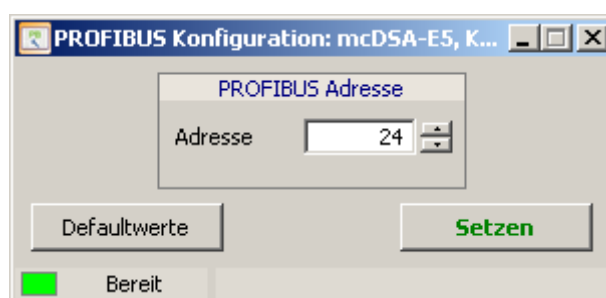 PROFIBUS Konfiguration: mcDSA-E5, K...
PROFIBUS Adresse
Adresse 24
Defaultwerte Setzen
Bereit